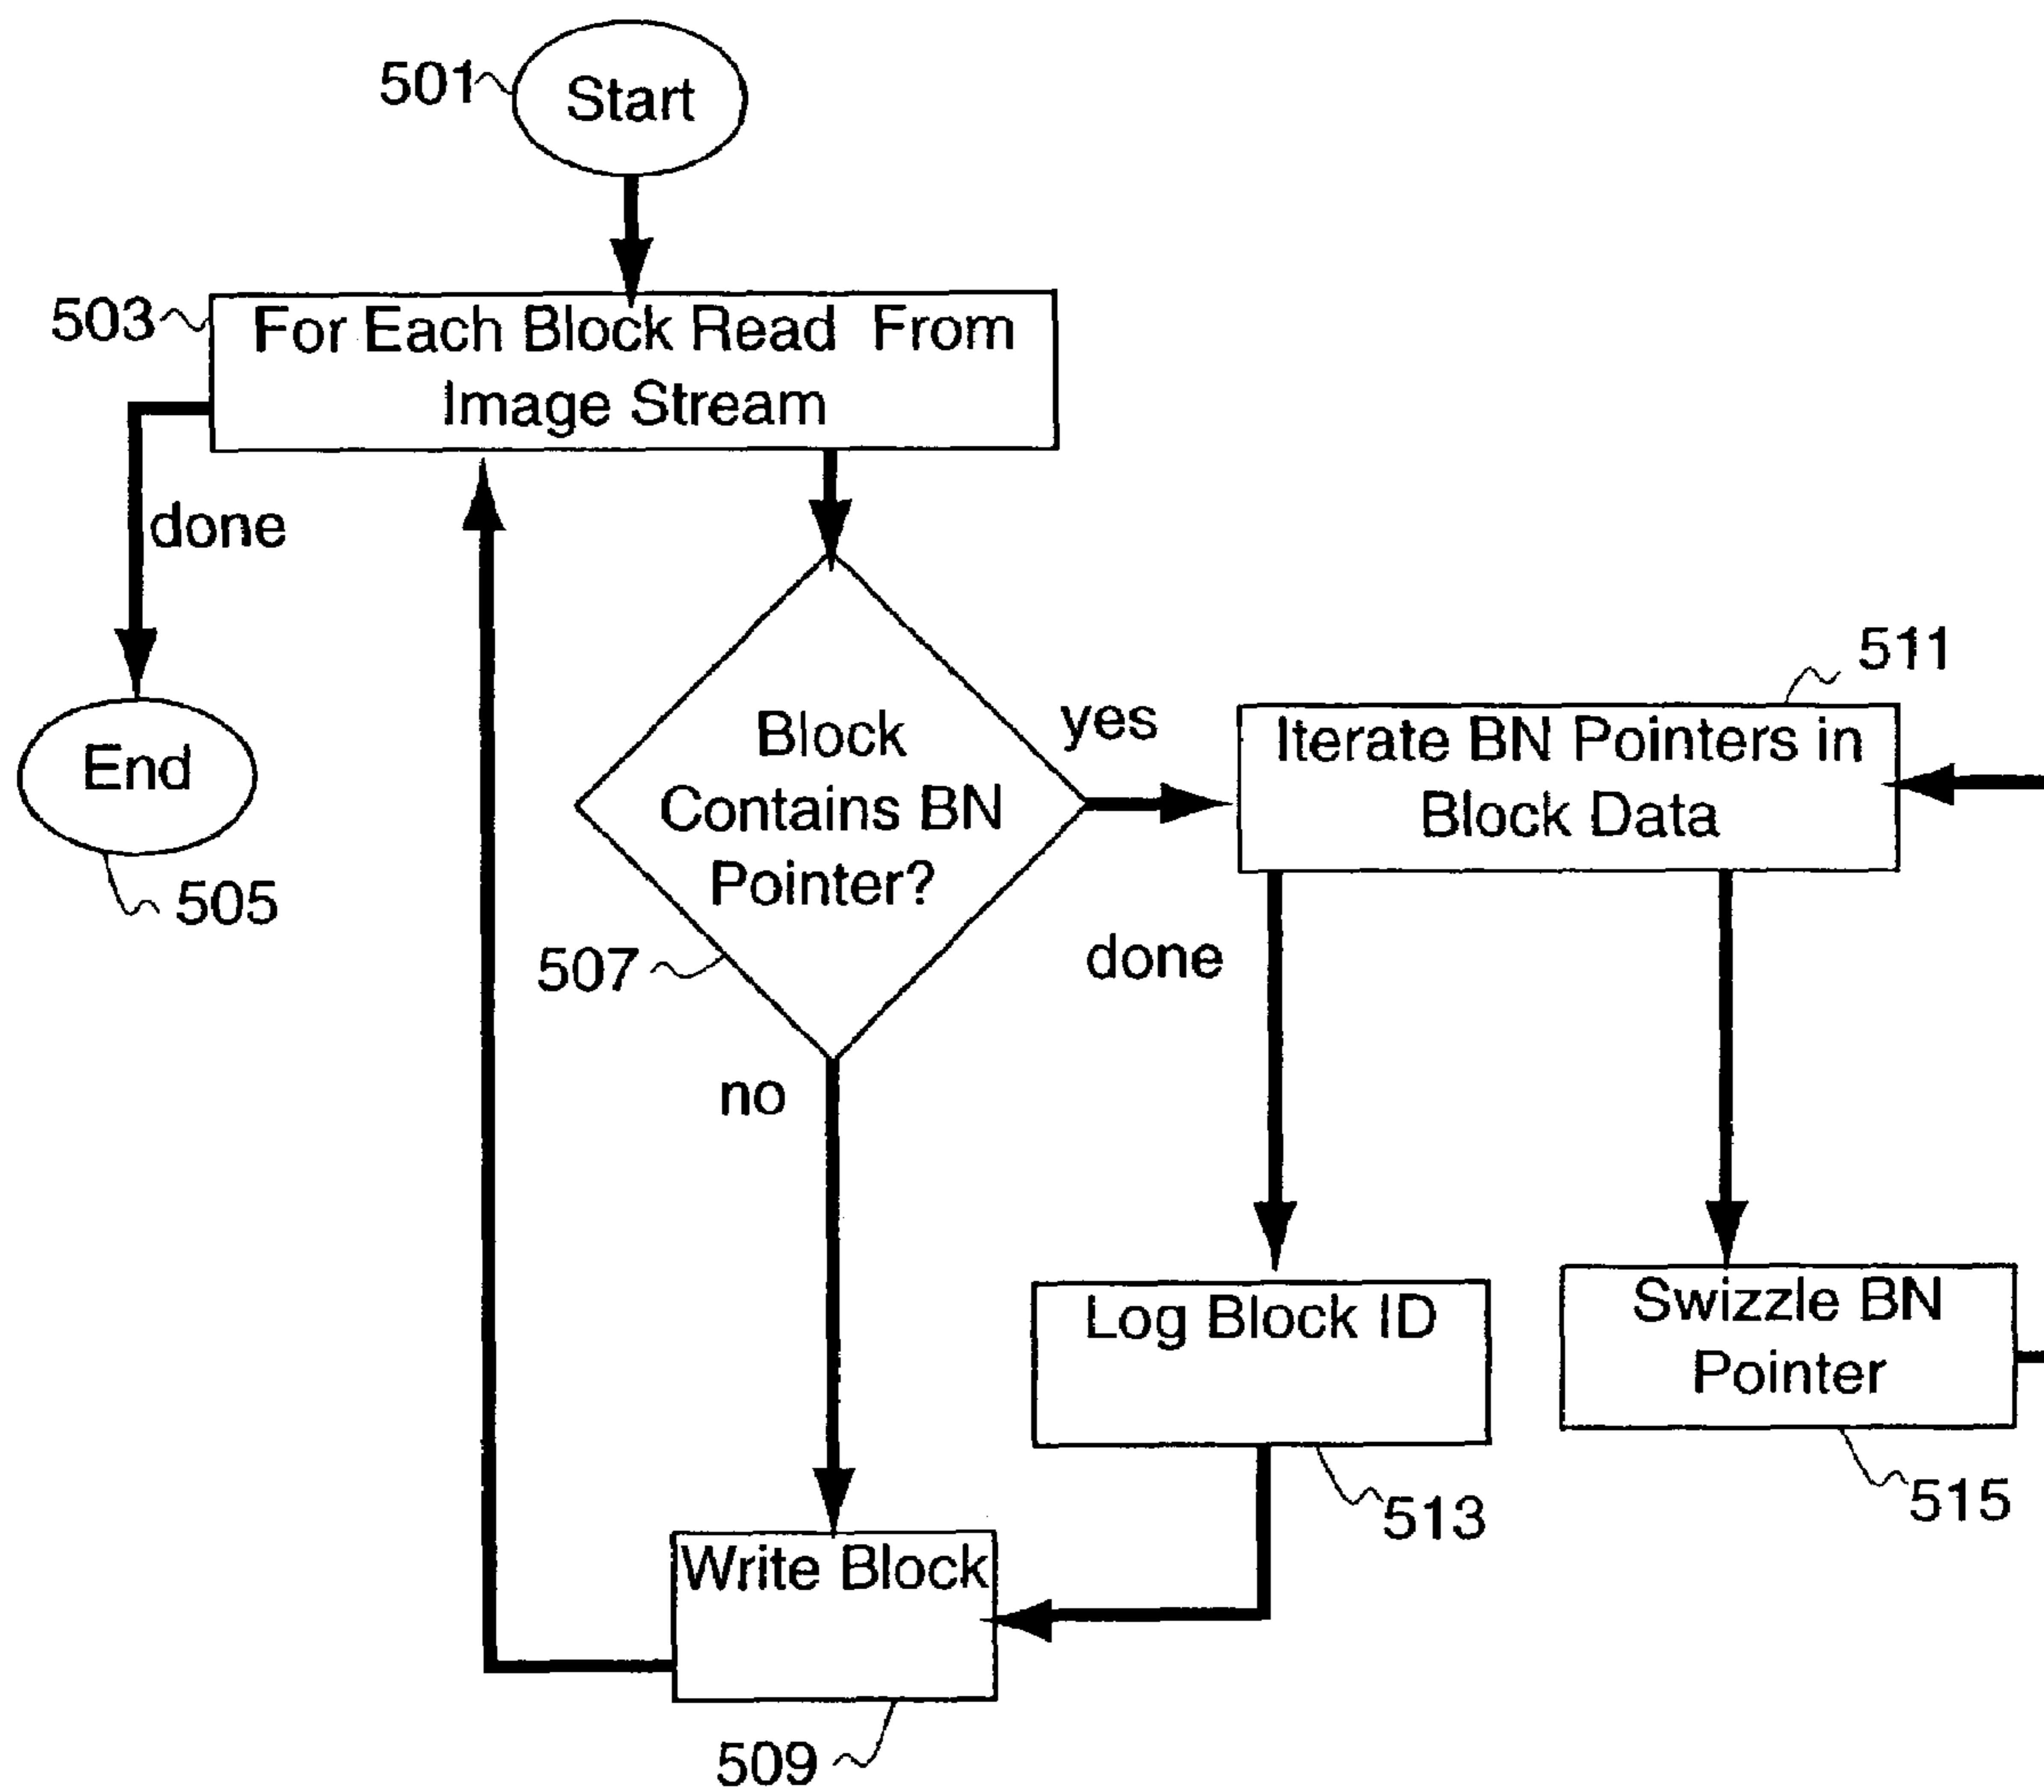 501
Start
503
For Each Block Read From
Image Stream
done
End
505
Block
Contains BN
Pointer?
507
yes
no
511
Iterate BN Pointers in
Block Data
done
Log Block ID
513
Swizzle BN
Pointer
515
Write Block
509